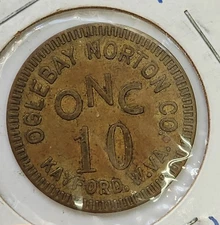 OGLEBAY NORTON CO.
ONC
10
KAYFORD, W.VA.